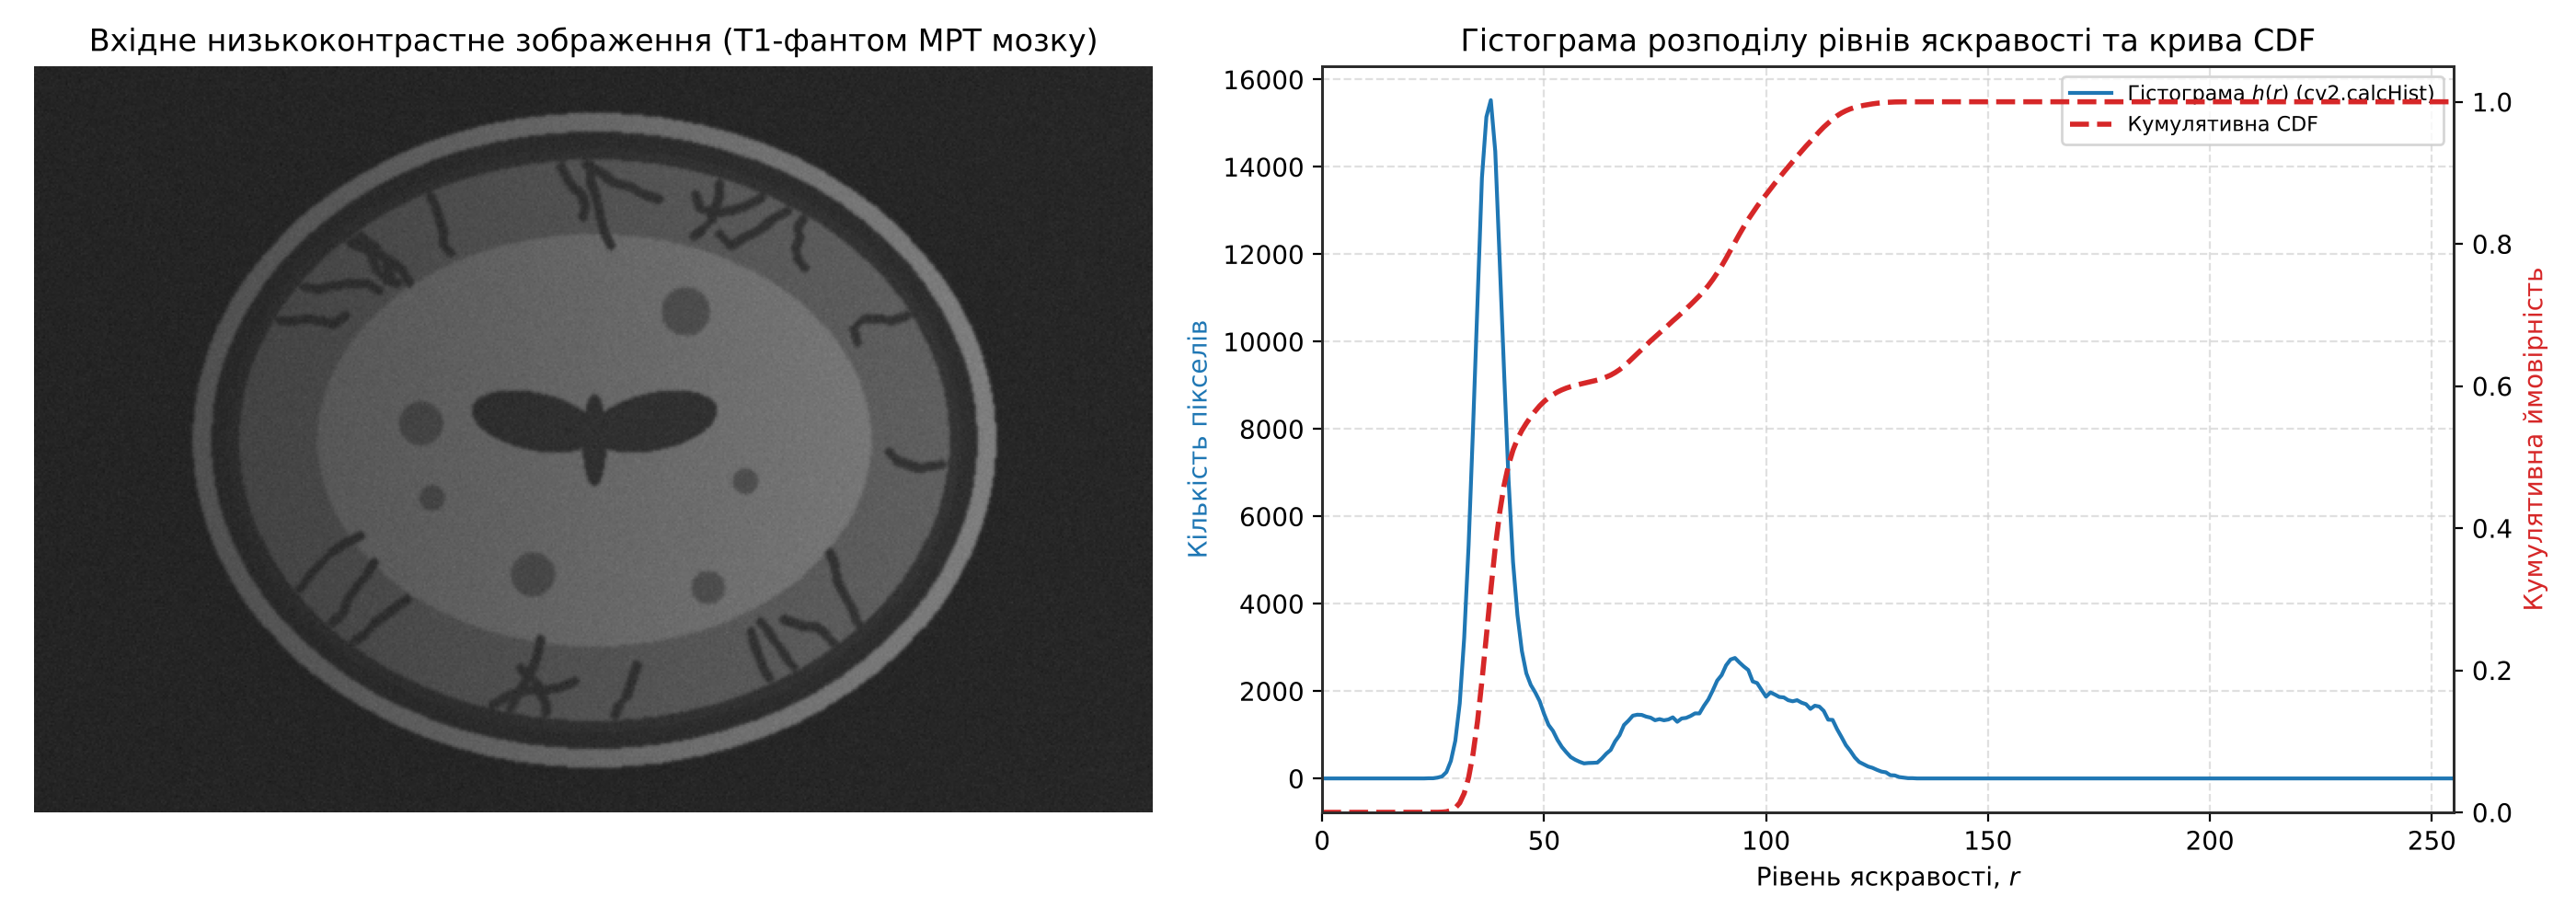 Вхідне низькоконтрастне зображення (Т1-фантом МРТ мозку)
Гістограма розподілу рівнів яскравості та крива CDF
Кількість пікселів
16000
14000
12000
10000
8000
6000
4000
2000
0
Гістограма h(r) (cv2.calcHist)
Кумулятивна CDF
1.0
0.8
0.6
0.4
0.2
0.0
Кумулятивна ймовірність
0 50 100 150 200 250
Рівень яскравості, r